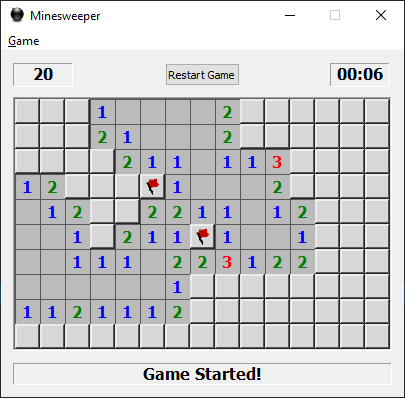 Minesweeper
Game
20 Restart Game 00:06
1 2
2 1 2
2 1 1 1 1 3
1 2 1 2
1 2 2 2 1 1 1 2
1 2 1 1 1 1
1 1 1 2 2 3 1 2 2
1
1 1 2 1 1 1 2
Game Started!